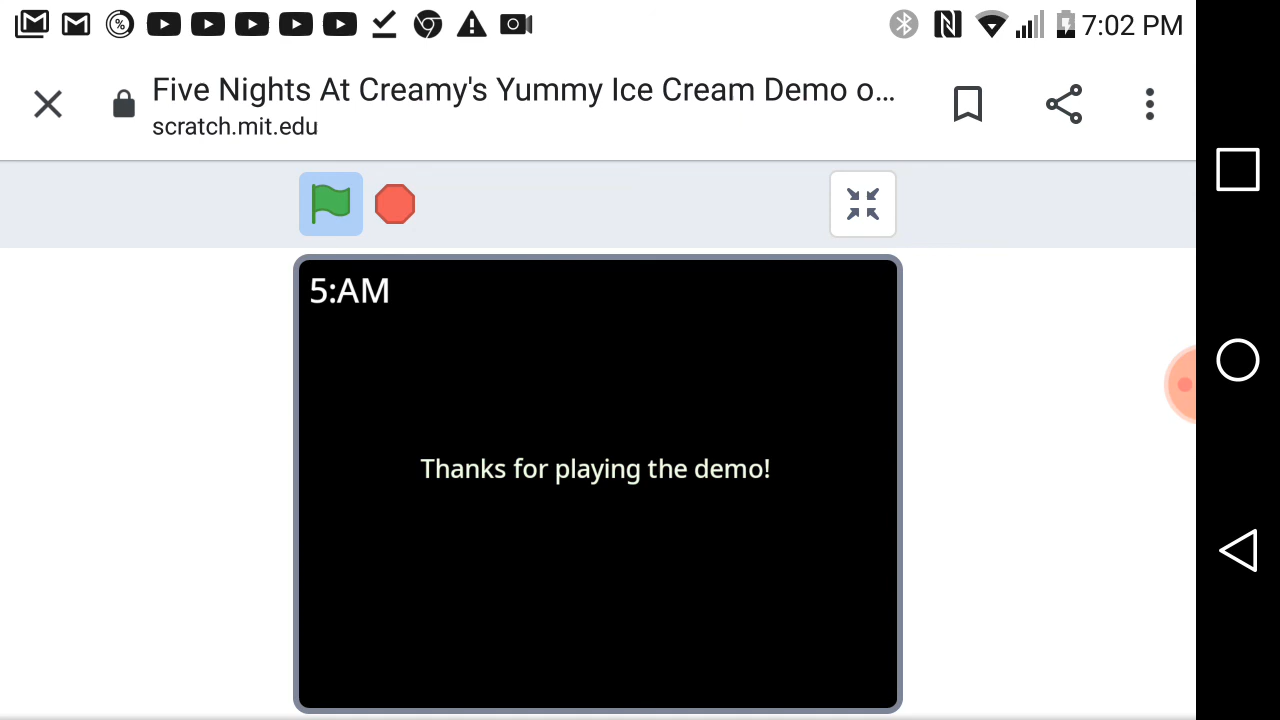 7:02 PM
Five Nights At Creamy's Yummy Ice Cream Demo o...
scratch.mit.edu
5:AM
Thanks for playing the demo!